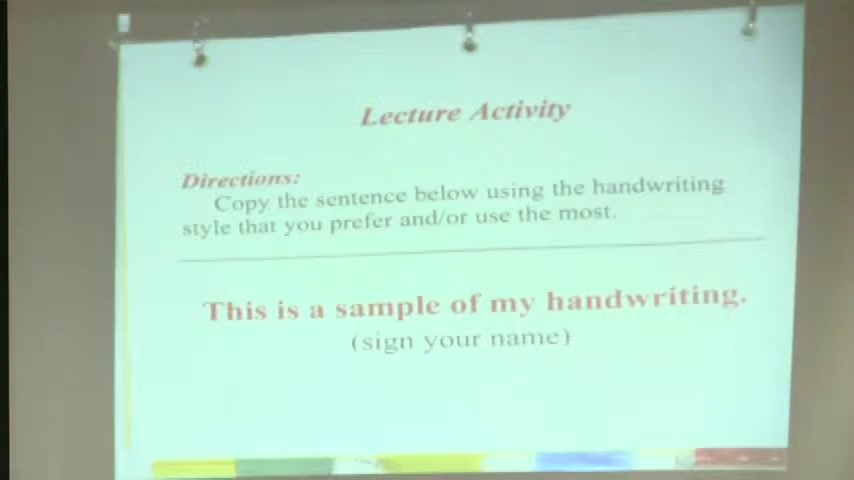 Lecture Activity
Directions:
Copy the sentence below using the handwriting
style that you prefer and/or use the most.
This is a sample of my handwriting.
(sign your name)